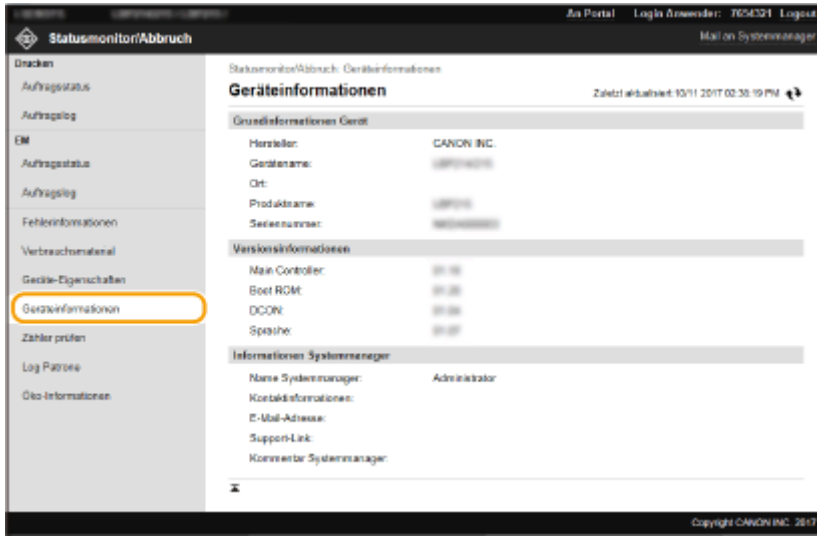 An Portal Login Anwender: 7654321 Logout
Statusmonitor/Abbruch
Mail an Systemmanager
Drucken
Auftragsstatus
Auftragslog
EM
Auftragsstatus
Auftragslog
Fehlerinformationen
Verbrauchsmaterial
Geräte-Eigenschaften
Geräteinformationen
Zähler prüfen
Log Patrone
Öko-Informationen
Statusmonitor/Abbruch: Geräteinformationen
Geräteinformationen
Zuletzt aktualisiert:10/11 2017 02:38:19 PM
Grundinformationen Gerät
Hersteller: CANON INC.
Gerätename:
Ort:
Produktname:
Seriennummer:
Versionsinformationen
Main Controller:
Boot ROM:
DCON:
Sprache:
Informationen Systemmanager
Name Systemmanager: Administrator
Kontaktinformationen:
E-Mail-Adresse:
Support-Link:
Kommentar Systemmanager:
Copyright CANON INC. 2017